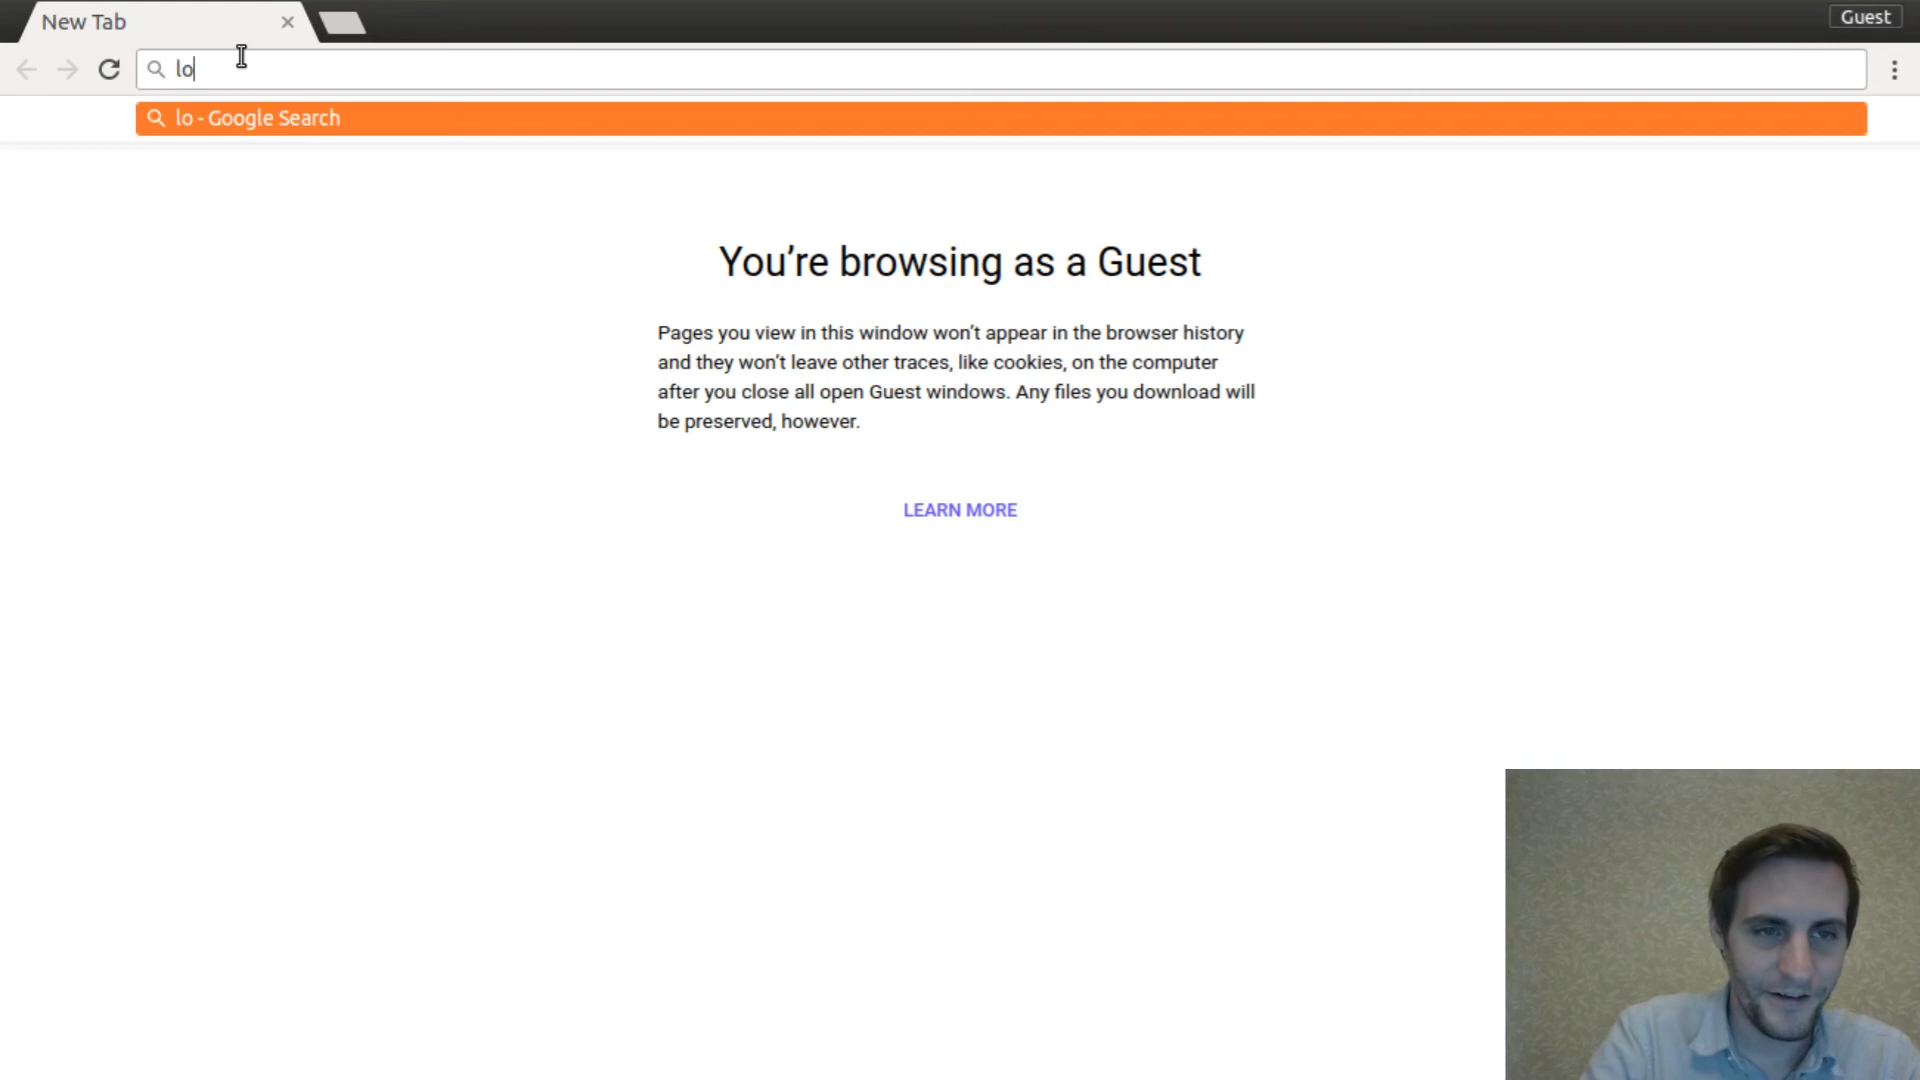 New Tab
Guest
lo
lo - Google Search
You’re browsing as a Guest
Pages you view in this window won’t appear in the browser history
and they won’t leave other traces, like cookies, on the computer
after you close all open Guest windows. Any files you download will
be preserved, however.
LEARN MORE